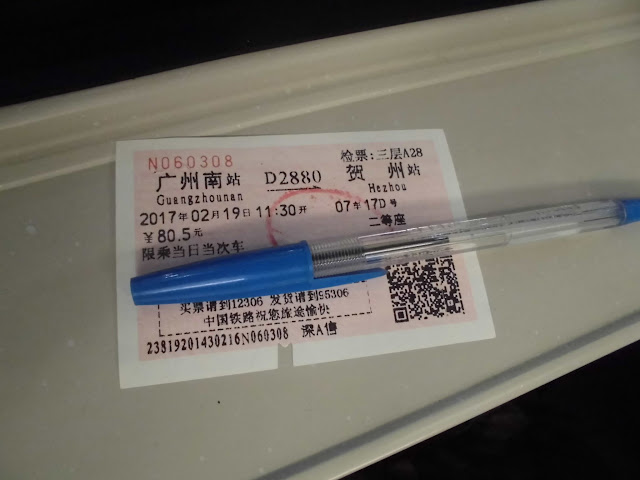 N060308 检票:三层A28
广州南站 D2880 贺州站
Guangzhounan Hezhou
2017年02月19日11:30开 07车17D号
￥80.5元 二等座
限乘当日当次车
买票请到12306 发货请到95306
中国铁路祝您旅途愉快
23819201430216N060308 深A售